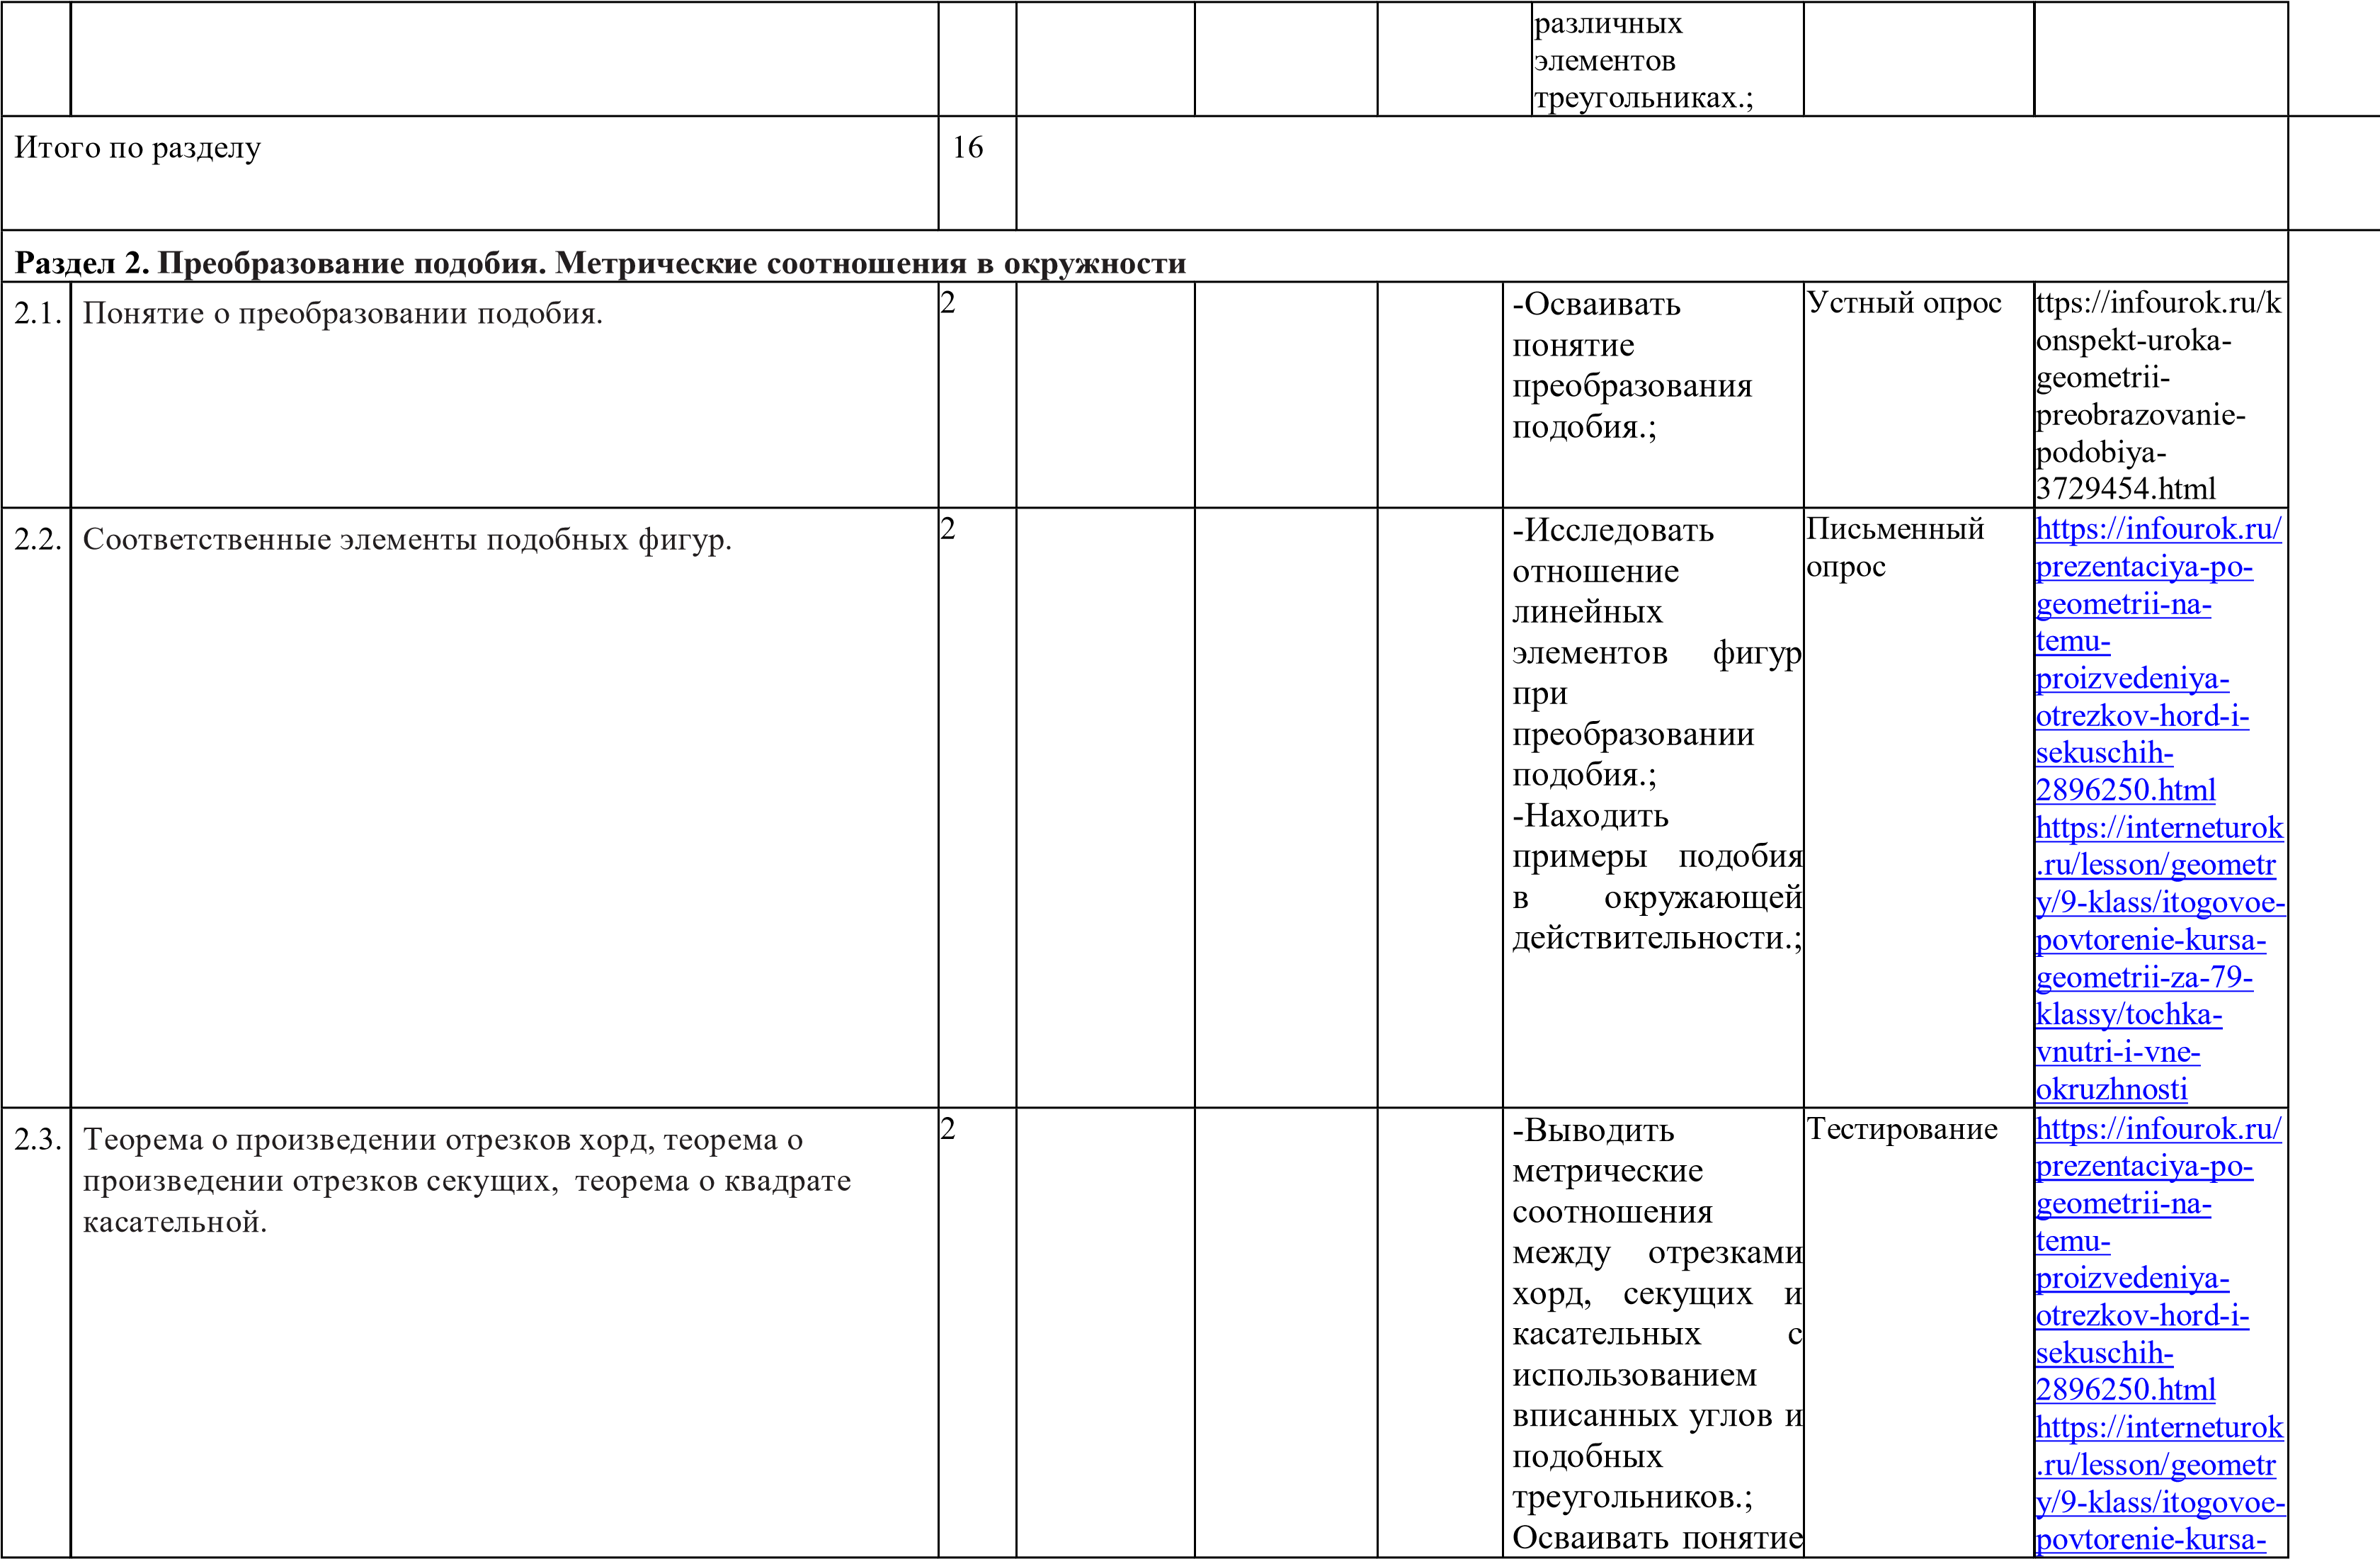 различных
элементов
треугольниках.;
Итого по разделу
16
Раздел 2. Преобразование подобия. Метрические соотношения в окружности
2.1.
Понятие о преобразовании подобия.
2
-Осваивать
понятие
преобразования
подобия.;
Устный опрос
ttps://infourok.ru/k
onspekt-uroka-
geometrii-
preobrazovanie-
podobiya-
3729454.html
2.2.
Соответственные элементы подобных фигур.
2
-Исследовать
отношение
линейных
элементов фигур
при
преобразовании
подобия.;
-Находить
примеры подобия
в окружающей
действительности.;
Письменный
опрос
https://infourok.ru/
prezentaciya-po-
geometrii-na-
temu-
proizvedeniya-
otrezkov-hord-i-
sekuschih-
2896250.html
https://interneturok
.ru/lesson/geometr
y/9-klass/itogovoe-
povtorenie-kursa-
geometrii-za-79-
klassy/tochka-
vnutri-i-vne-
okruzhnosti
2.3.
Теорема о произведении отрезков хорд, теорема о
произведении отрезков секущих, теорема о квадрате
касательной.
2
-Выводить
метрические
соотношения
между отрезками
хорд, секущих и
касательных с
использованием
вписанных углов и
подобных
треугольников.;
Осваивать понятие
Тестирование
https://infourok.ru/
prezentaciya-po-
geometrii-na-
temu-
proizvedeniya-
otrezkov-hord-i-
sekuschih-
2896250.html
https://interneturok
.ru/lesson/geometr
y/9-klass/itogovoe-
povtorenie-kursa-